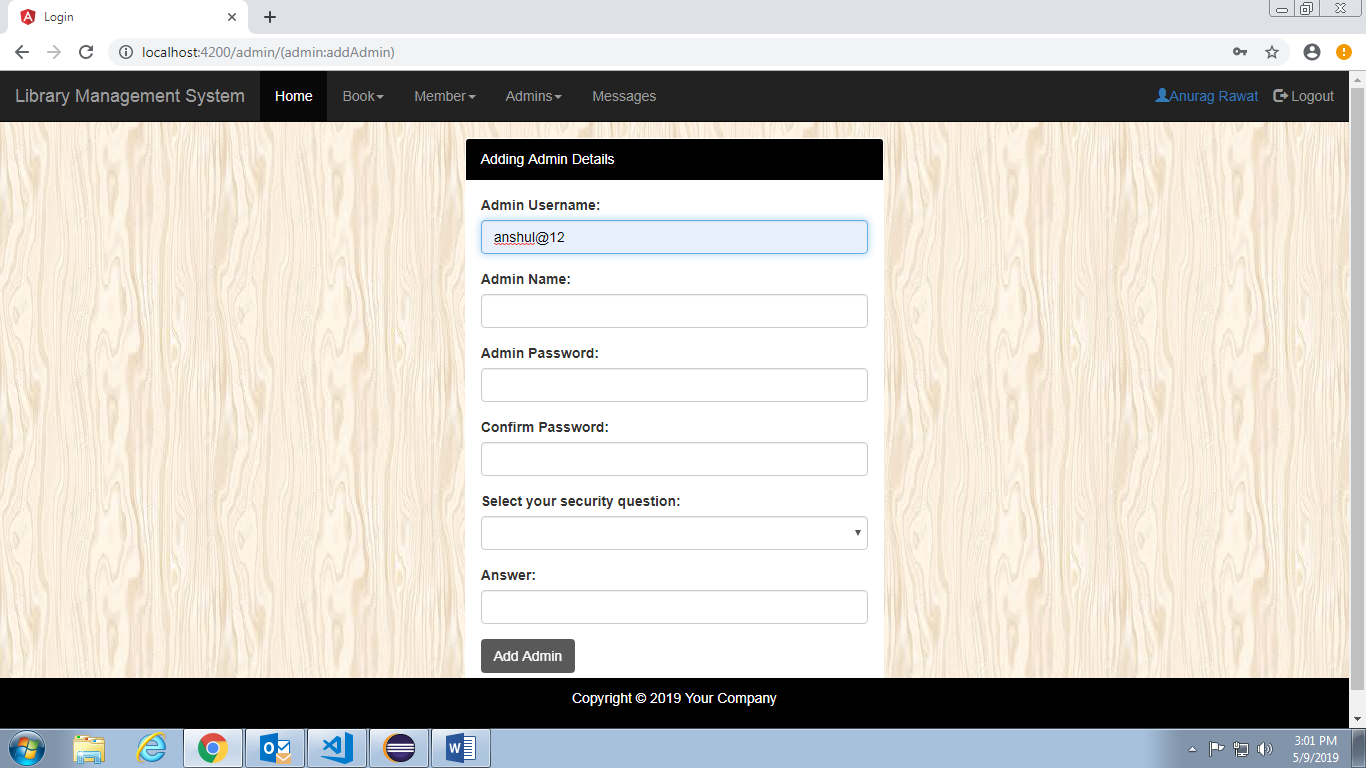 Login
localhost:4200/admin/(admin:addAdmin)
Library Management System Home Book Member Admins Messages Anurag Rawat Logout
Adding Admin Details
Admin Username:
anshul@12
Admin Name:
Admin Password:
Confirm Password:
Select your security question:
Answer:
Add Admin
Copyright © 2019 Your Company
3:01 PM
5/9/2019